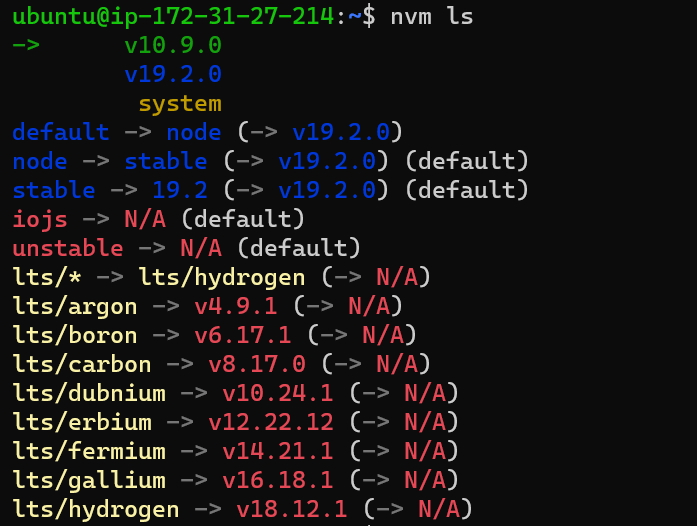 ubuntu@ip-172-31-27-214:~$ nvm ls
->      v10.9.0
        v19.2.0
         system
default -> node (-> v19.2.0)
node -> stable (-> v19.2.0) (default)
stable -> 19.2 (-> v19.2.0) (default)
iojs -> N/A (default)
unstable -> N/A (default)
lts/* -> lts/hydrogen (-> N/A)
lts/argon -> v4.9.1 (-> N/A)
lts/boron -> v6.17.1 (-> N/A)
lts/carbon -> v8.17.0 (-> N/A)
lts/dubnium -> v10.24.1 (-> N/A)
lts/erbium -> v12.22.12 (-> N/A)
lts/fermium -> v14.21.1 (-> N/A)
lts/gallium -> v16.18.1 (-> N/A)
lts/hydrogen -> v18.12.1 (-> N/A)